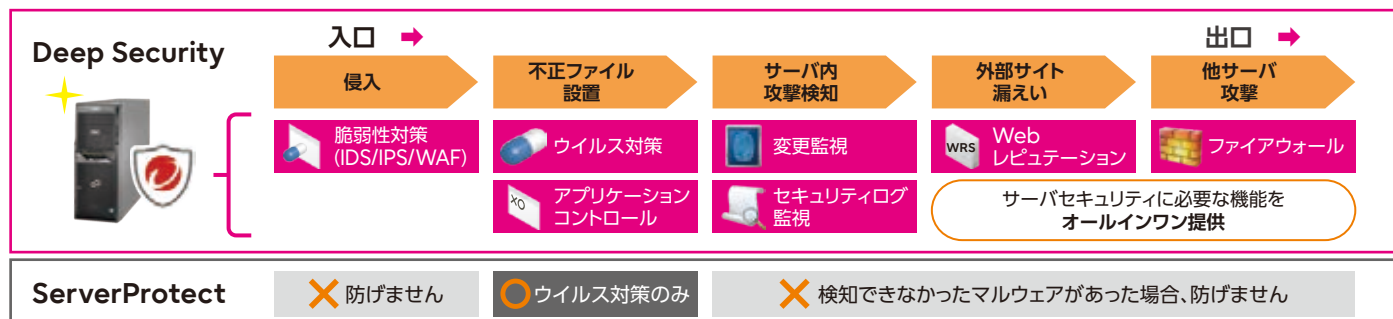 Deep Security
入口
出口
侵入
不正ファイル
設置
サーバ内
攻撃検知
外部サイト
漏えい
他サーバ
攻撃
脆弱性対策
(IDS/IPS/WAF)
ウイルス対策
変更監視
WRS
Web
レピュテーション
ファイアウォール
XO
アプリケーション
コントロール
セキュリティログ
監視
サーバセキュリティに必要な機能を
オールインワン提供
ServerProtect
防げません
ウイルス対策のみ
検知できなかったマルウェアがあった場合、防げません